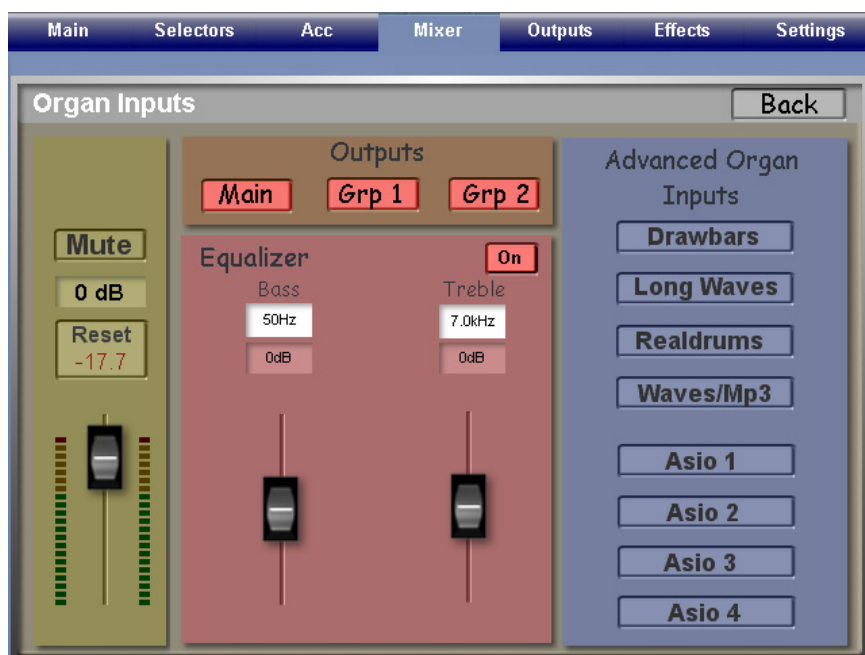 Main Selectors Acc Mixer Outputs Effects Settings
Organ Inputs
Back
Mute
0 dB
Reset
-17.7
Outputs
Main Grp 1 Grp 2
Equalizer On
Bass Treble
50Hz 7.0kHz
0dB 0dB
Advanced Organ
Inputs
Drawbars
Long Waves
Realdrums
Waves/Mp3
Asio 1
Asio 2
Asio 3
Asio 4